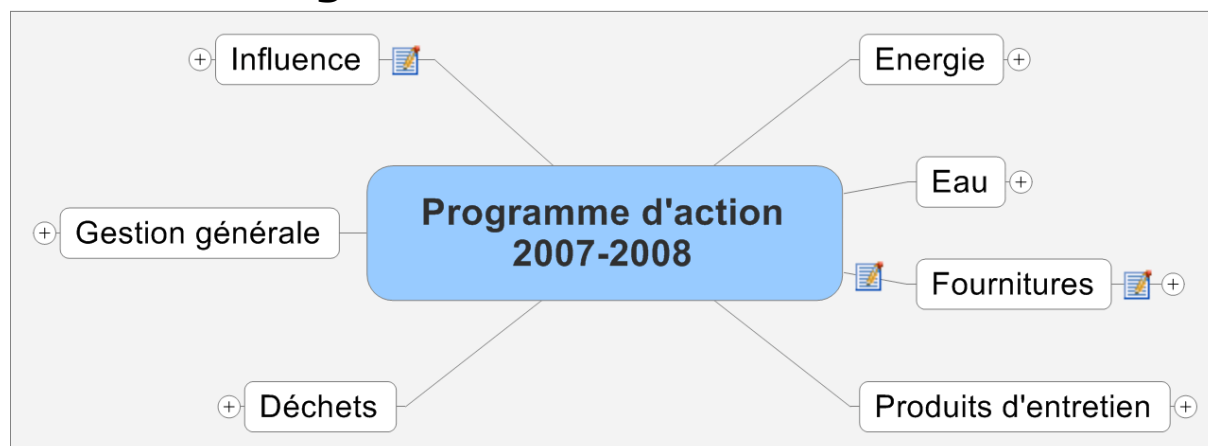 Influence
Energie
Programme d'action
2007-2008
Eau
Gestion générale
Fournitures
Déchets
Produits d'entretien